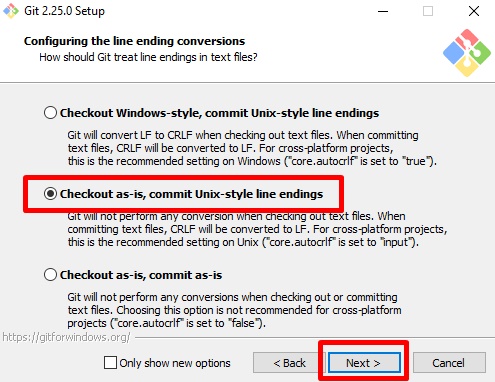 Git 2.25.0 Setup
Configuring the line ending conversions
How should Git treat line endings in text files?
Checkout Windows-style, commit Unix-style line endings
Git will convert LF to CRLF when checking out text files. When committing
text files, CRLF will be converted to LF. For cross-platform projects,
this is the recommended setting on Windows ("core.autocrlf" is set to "true").
Checkout as-is, commit Unix-style line endings
Git will not perform any conversion when checking out text files. When
committing text files, CRLF will be converted to LF. For cross-platform projects,
this is the recommended setting on Unix ("core.autocrlf" is set to "input").
Checkout as-is, commit as-is
Git will not perform any conversions when checking out or committing
text files. Choosing this option is not recommended for cross-platform
projects ("core.autocrlf" is set to "false").
https://gitforwindows.org/
Only show new options
< Back
Next >
Cancel